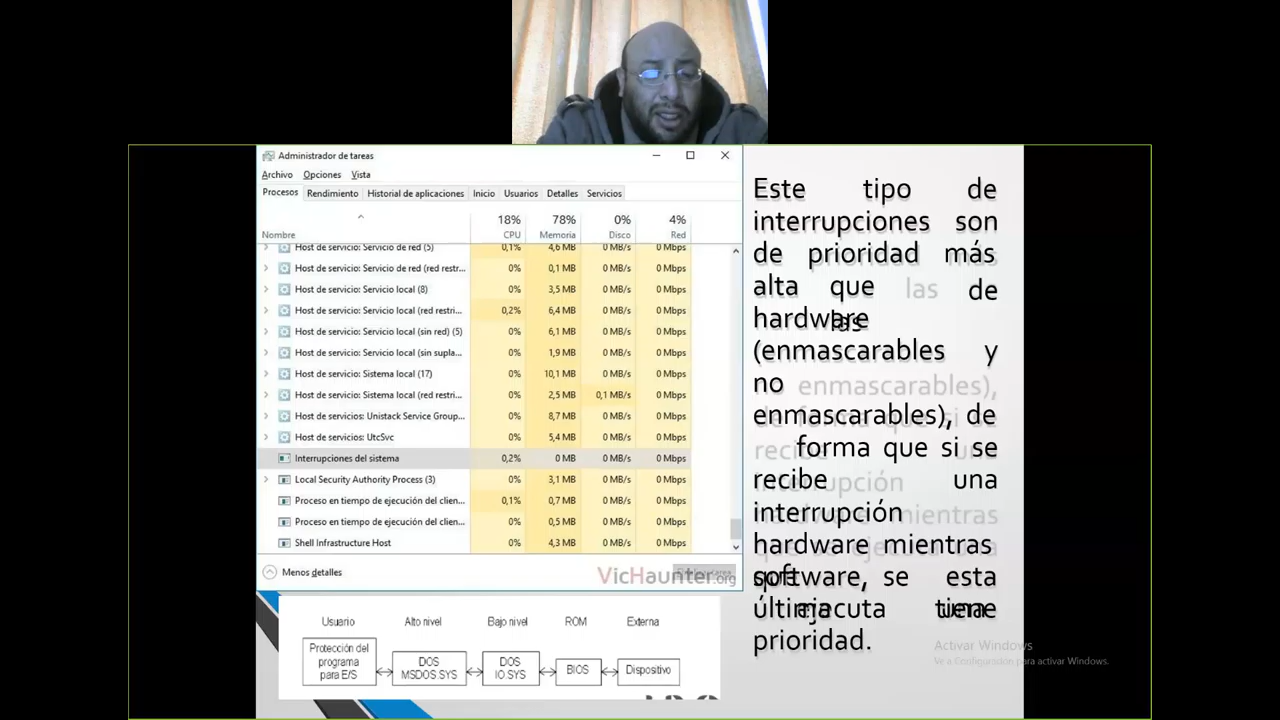 Administrador de tareas
Archivo Opciones Vista
Procesos Rendimiento Historial de aplicaciones Inicio Usuarios Detalles Servicios
18% 78% 0% 4%
Nombre CPU Memoria Disco Red
Host de servicio: Servicio de red (5) 0,1% 4,6 MB 0 MB/s 0 Mbps
Host de servicio: Servicio de red (red restr... 0% 0,1 MB 0 MB/s 0 Mbps
Host de servicio: Servicio local (8) 0% 3,5 MB 0 MB/s 0 Mbps
Host de servicio: Servicio local (red restri... 0,2% 6,4 MB 0 MB/s 0 Mbps
Host de servicio: Servicio local (sin red) (5) 0% 6,1 MB 0 MB/s 0 Mbps
Host de servicio: Servicio local (sin supla... 0% 1,9 MB 0 MB/s 0 Mbps
Host de servicio: Sistema local (17) 0% 10,1 MB 0 MB/s 0 Mbps
Host de servicio: Sistema local (red restri... 0% 2,5 MB 0,1 MB/s 0 Mbps
Host de servicios: Unistack Service Group... 0% 8,7 MB 0 MB/s 0 Mbps
Host de servicios: UtcSvc 0% 5,4 MB 0 MB/s 0 Mbps
Interrupciones del sistema 0,2% 0 MB 0 MB/s 0 Mbps
Local Security Authority Process (3) 0% 3,1 MB 0 MB/s 0 Mbps
Proceso en tiempo de ejecución del clien... 0,1% 0,7 MB 0 MB/s 0 Mbps
Proceso en tiempo de ejecución del clien... 0% 0,5 MB 0 MB/s 0 Mbps
Shell Infrastructure Host 0% 4,3 MB 0 MB/s 0 Mbps
Menos detalles
VicHaunter.org
Usuario Alto nivel Bajo nivel ROM Externa
Protección del
programa
para E/S
DOS
MSDOS.SYS
DOS
IO.SYS
BIOS
Dispositivo
Este tipo de
interrupciones son
de prioridad más
alta que las de
hardware
(enmascarables y
no
enmascarables), de
forma que si se
recibe una
interrupción
hardware mientras
que se ejecuta una
software, esta
última tiene
prioridad.
Activar Windows
Ve a Configuración para activar Windows.